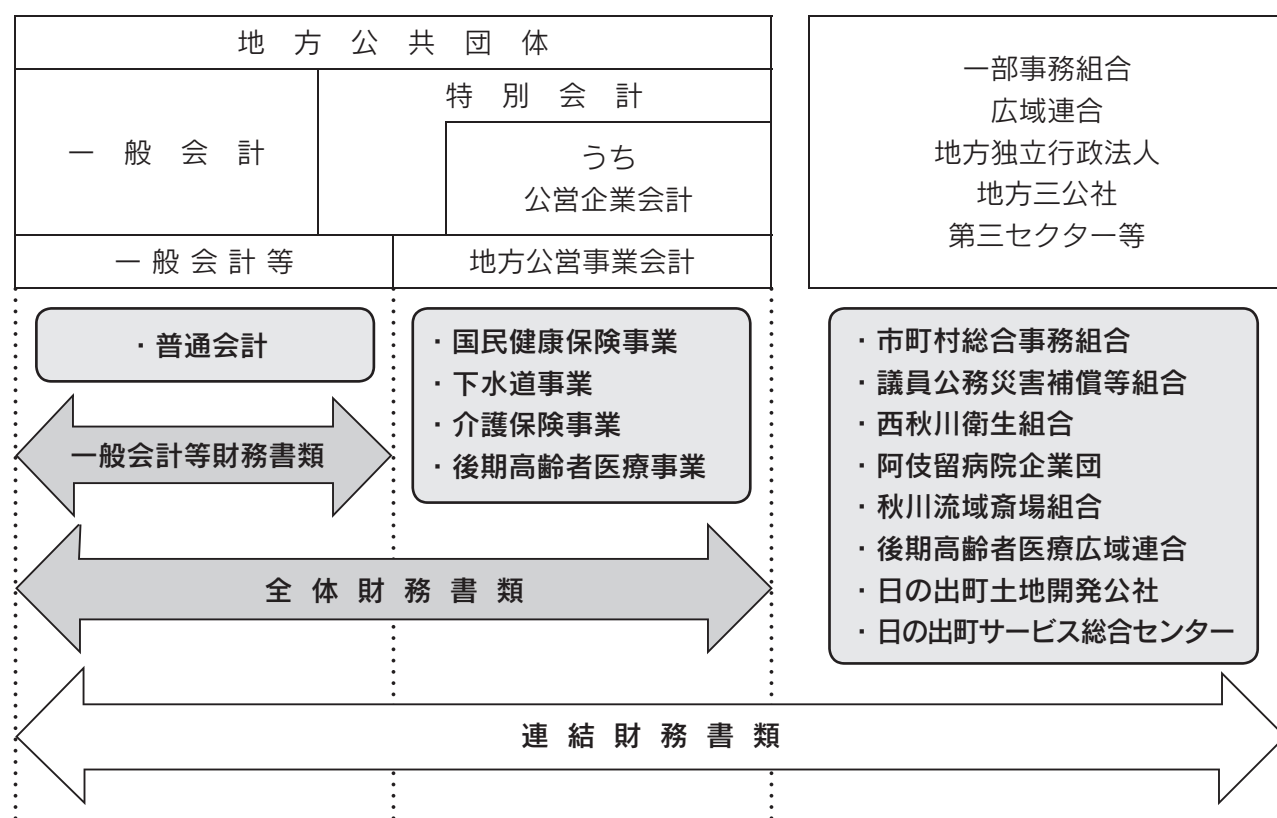 地方公共団体
一般会計
特別会計
うち
公営企業会計
一般会計等
地方公営事業会計
一部事務組合
広域連合
地方独立行政法人
地方三公社
第三セクター等
・普通会計
・国民健康保険事業
・下水道事業
・介護保険事業
・後期高齢者医療事業
・市町村総合事務組合
・議員公務災害補償等組合
・西秋川衛生組合
・阿伎留病院企業団
・秋川流域斎場組合
・後期高齢者医療広域連合
・日の出町土地開発公社
・日の出町サービス総合センター
一般会計等財務書類
全体財務書類
連結財務書類